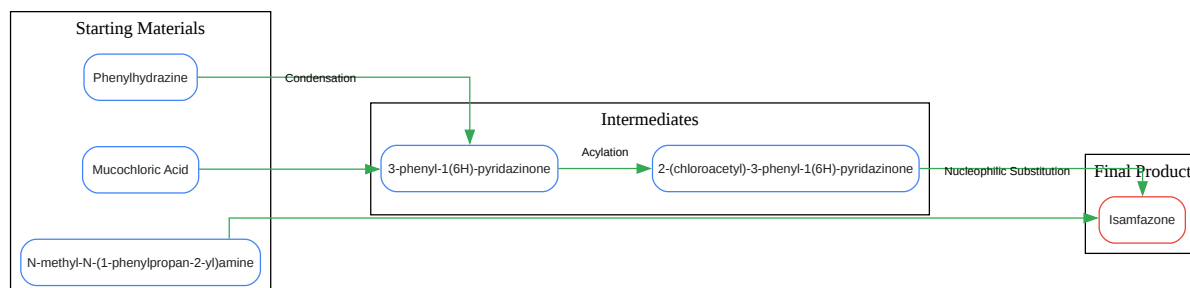 Starting Materials
Phenylhydrazine
Condensation
Mucochloric Acid
N-methyl-N-(1-phenylpropan-2-yl)amine
Intermediates
3-phenyl-1(6H)-pyridazinone
Acylation
2-(chloroacetyl)-3-phenyl-1(6H)-pyridazinone
Nucleophilic Substitution
Final Product
Isamfazone